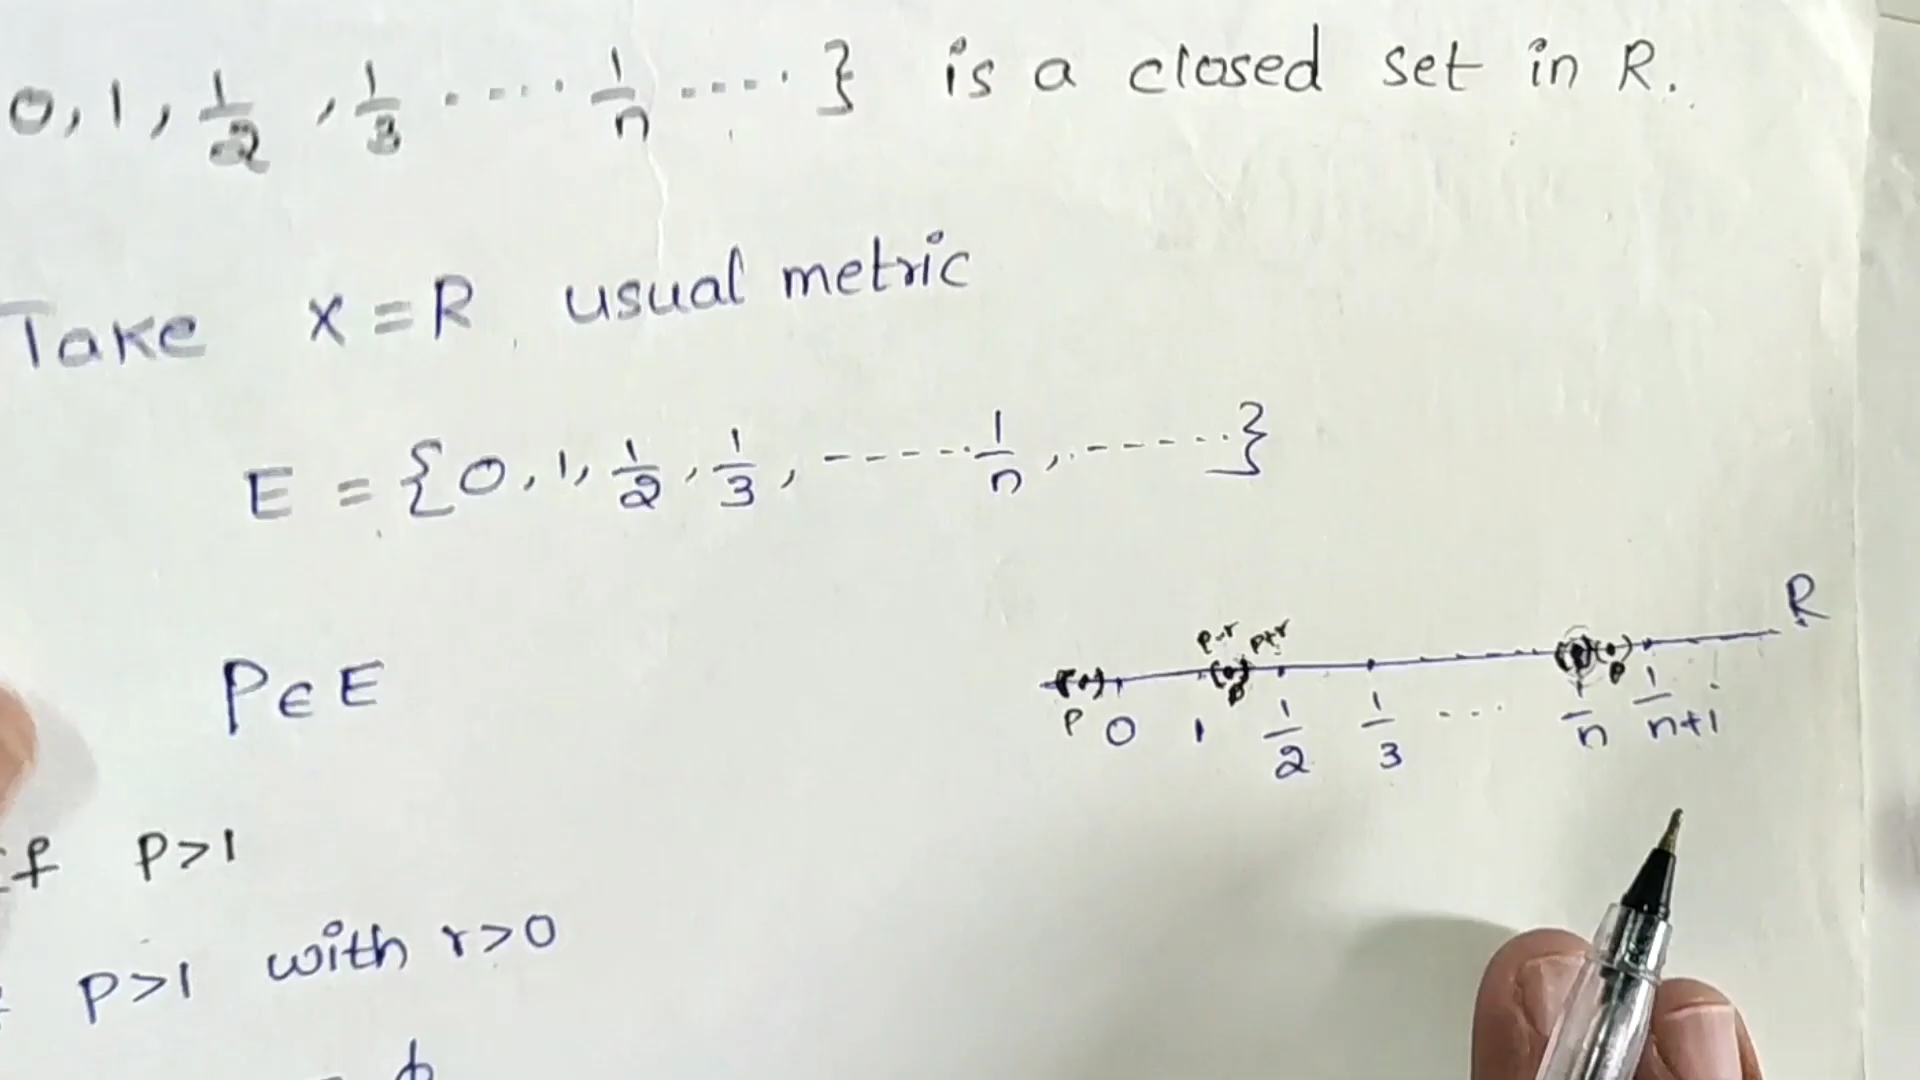 0, 1, 1/2, 1/3 ..... 1/n ....} is a closed set in R.
Take X = R usual metric
E = {0, 1, 1/2, 1/3, ----- 1/n, ------}
R
P-r P+r
P
P
P 0 1 1/2 1/3 ... 1/n 1/n+1
P ∈ E
if P>1
P>1 with r>0
= ϕ